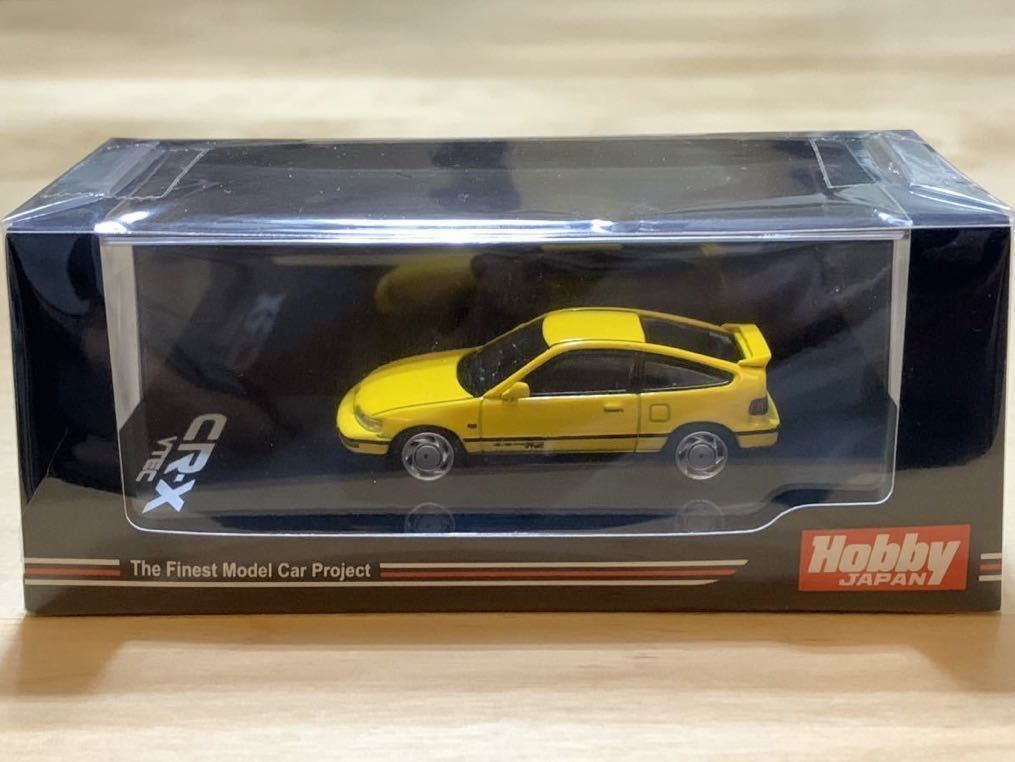 CR-X
VTEC
The Finest Model Car Project
Hobby
JAPAN